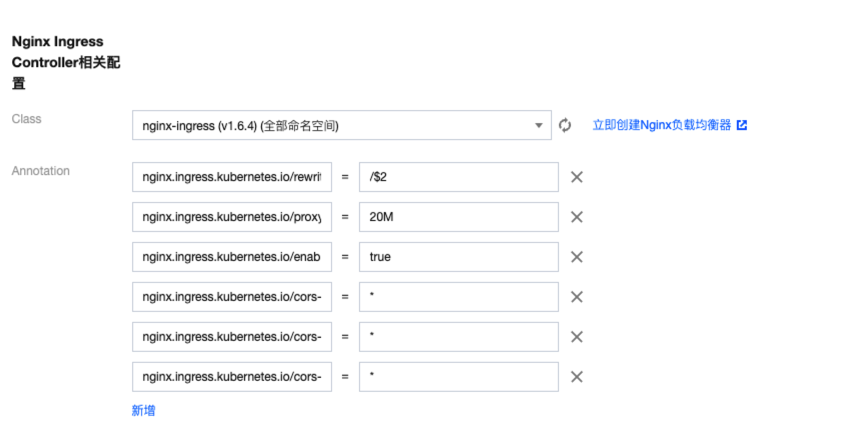 Nginx Ingress
Controller相关配
置
Class
nginx-ingress (v1.6.4) (全部命名空间)
立即创建Nginx负载均衡器
Annotation
nginx.ingress.kubernetes.io/rewrit = /$2
nginx.ingress.kubernetes.io/proxy = 20M
nginx.ingress.kubernetes.io/enab = true
nginx.ingress.kubernetes.io/cors- = *
nginx.ingress.kubernetes.io/cors- = *
nginx.ingress.kubernetes.io/cors- = *
新增